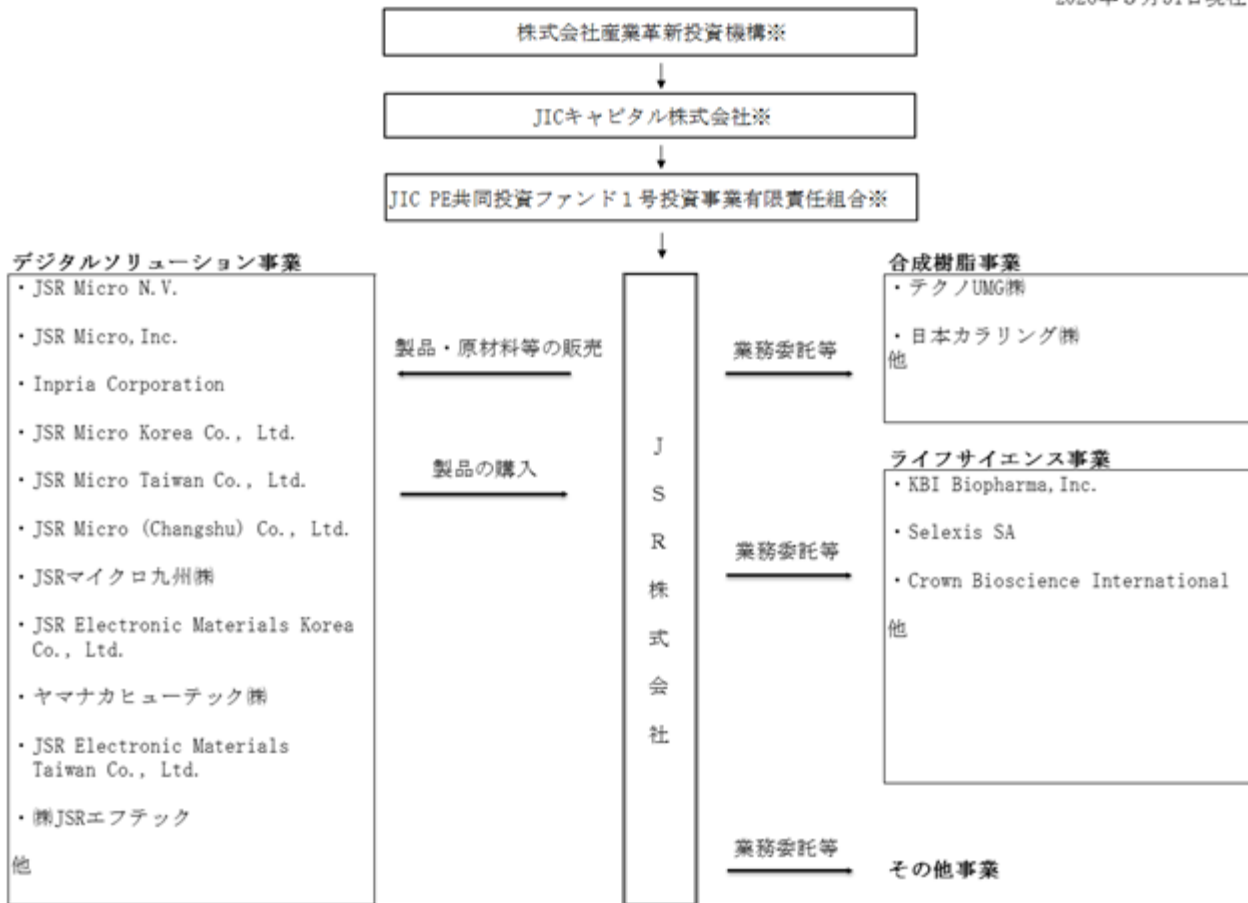 株式会社産業革新投資機構※
JICキャピタル株式会社※
JIC PE共同投資ファンド1号投資事業有限責任組合※
デジタルソリューション事業
・JSR Micro N.V.
・JSR Micro,Inc.
・Inpria Corporation
・JSR Micro Korea Co., Ltd.
・JSR Micro Taiwan Co., Ltd.
・JSR Micro (Changshu) Co., Ltd.
・JSRマイクロ九州㈱
・JSR Electronic Materials Korea
Co., Ltd.
・ヤマナカヒューテック㈱
・JSR Electronic Materials
Taiwan Co., Ltd.
・㈱JSRエフテック
他
製品・原材料等の販売
製品の購入
JSR株式会社
業務委託等
合成樹脂事業
・テクノUMG㈱
・日本カラリング㈱
他
業務委託等
ライフサイエンス事業
・KBI Biopharma,Inc.
・Selexis SA
・Crown Bioscience International
他
業務委託等
その他事業